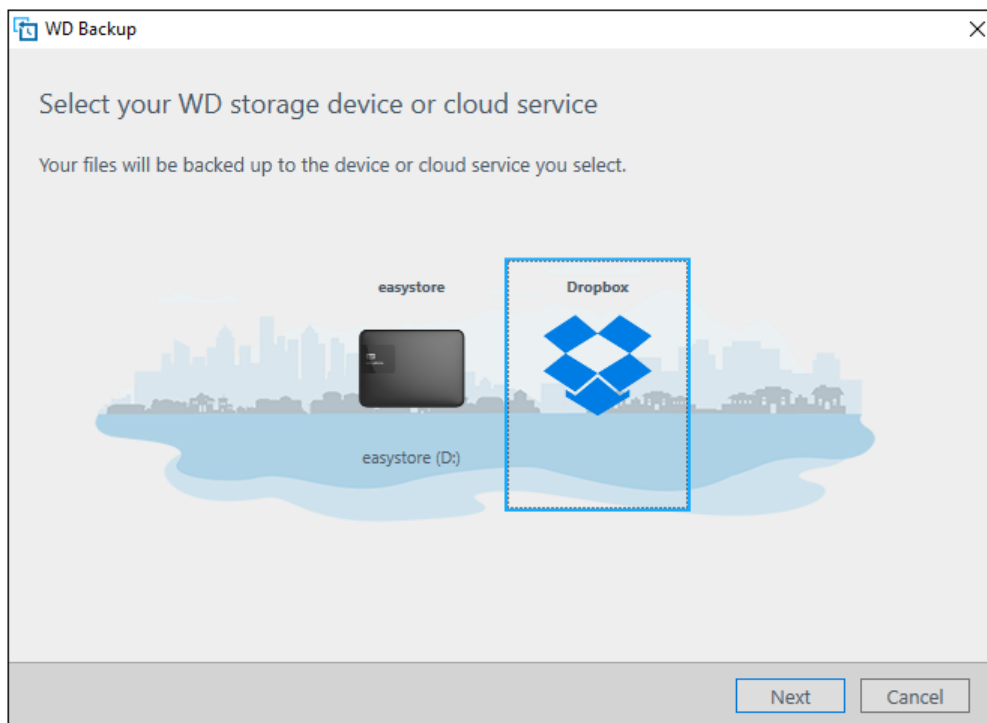 WD Backup
Select your WD storage device or cloud service
Your files will be backed up to the device or cloud service you select.
easystore
Dropbox
easystore (D:)
Next
Cancel